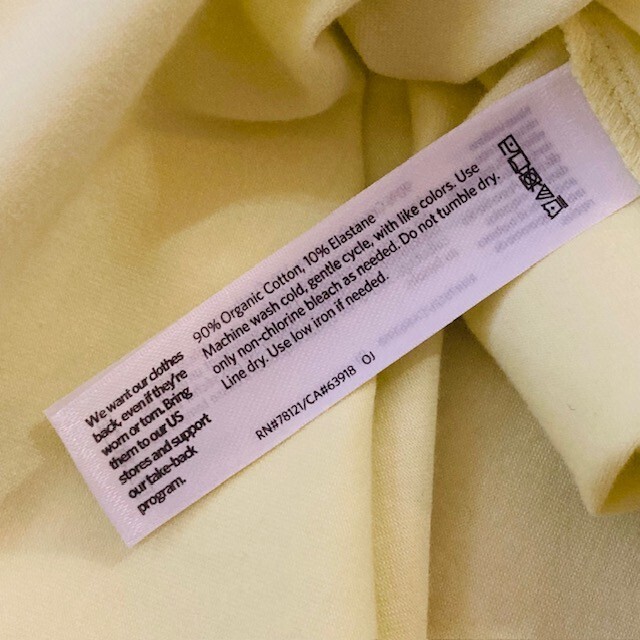 90% Organic Cotton, 10% Elastane
Machine wash cold, gentle cycle, with like colors. Use
only non-chlorine bleach as needed. Do not tumble dry.
Line dry. Use low iron if needed.
RN#78121/CA#63918 OJ
We want our clothes
back, even if they're
worn or torn. Bring
them to our US
stores and support
our take-back
program.